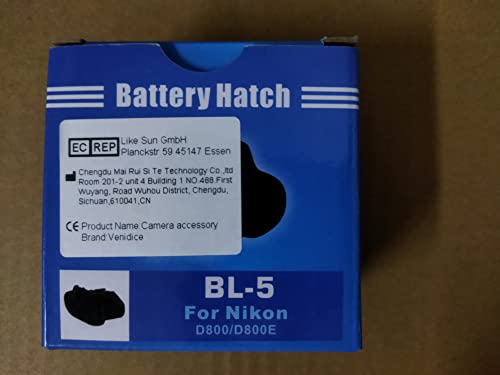 Battery Hatch
EC REP
Like Sun GmbH
Planckstr 59 45147 Essen
Chengdu Mai Rui Si Te Technology Co.,ltd
Room 201-2 unit 4 Building 1 NO.488.First
Wuyang, Road Wuhou District, Chengdu,
Sichuan,610041,CN
CE Product Name:Camera accessory
Brand:Venidice
BL-5
For Nikon
D800/D800E